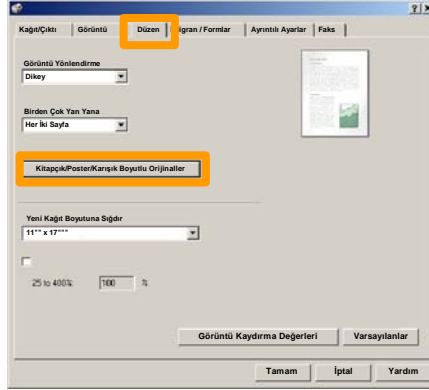 Kağıt/Çıktı Görüntü Düzen Filigran / Formlar Ayrıntılı Ayarlar Faks
Görüntü Yönlendirme
Dikey
Birden Çok Yan Yana
Her İki Sayfa
Kitapçık/Poster/Karışık Boyutlu Orijinaller
Yeni Kağıt Boyutuna Sığdır
11"" x 17"""
25 to 400%: 100 %
Görüntü Kaydırma Değerleri Varsayılanlar
Tamam İptal Yardım